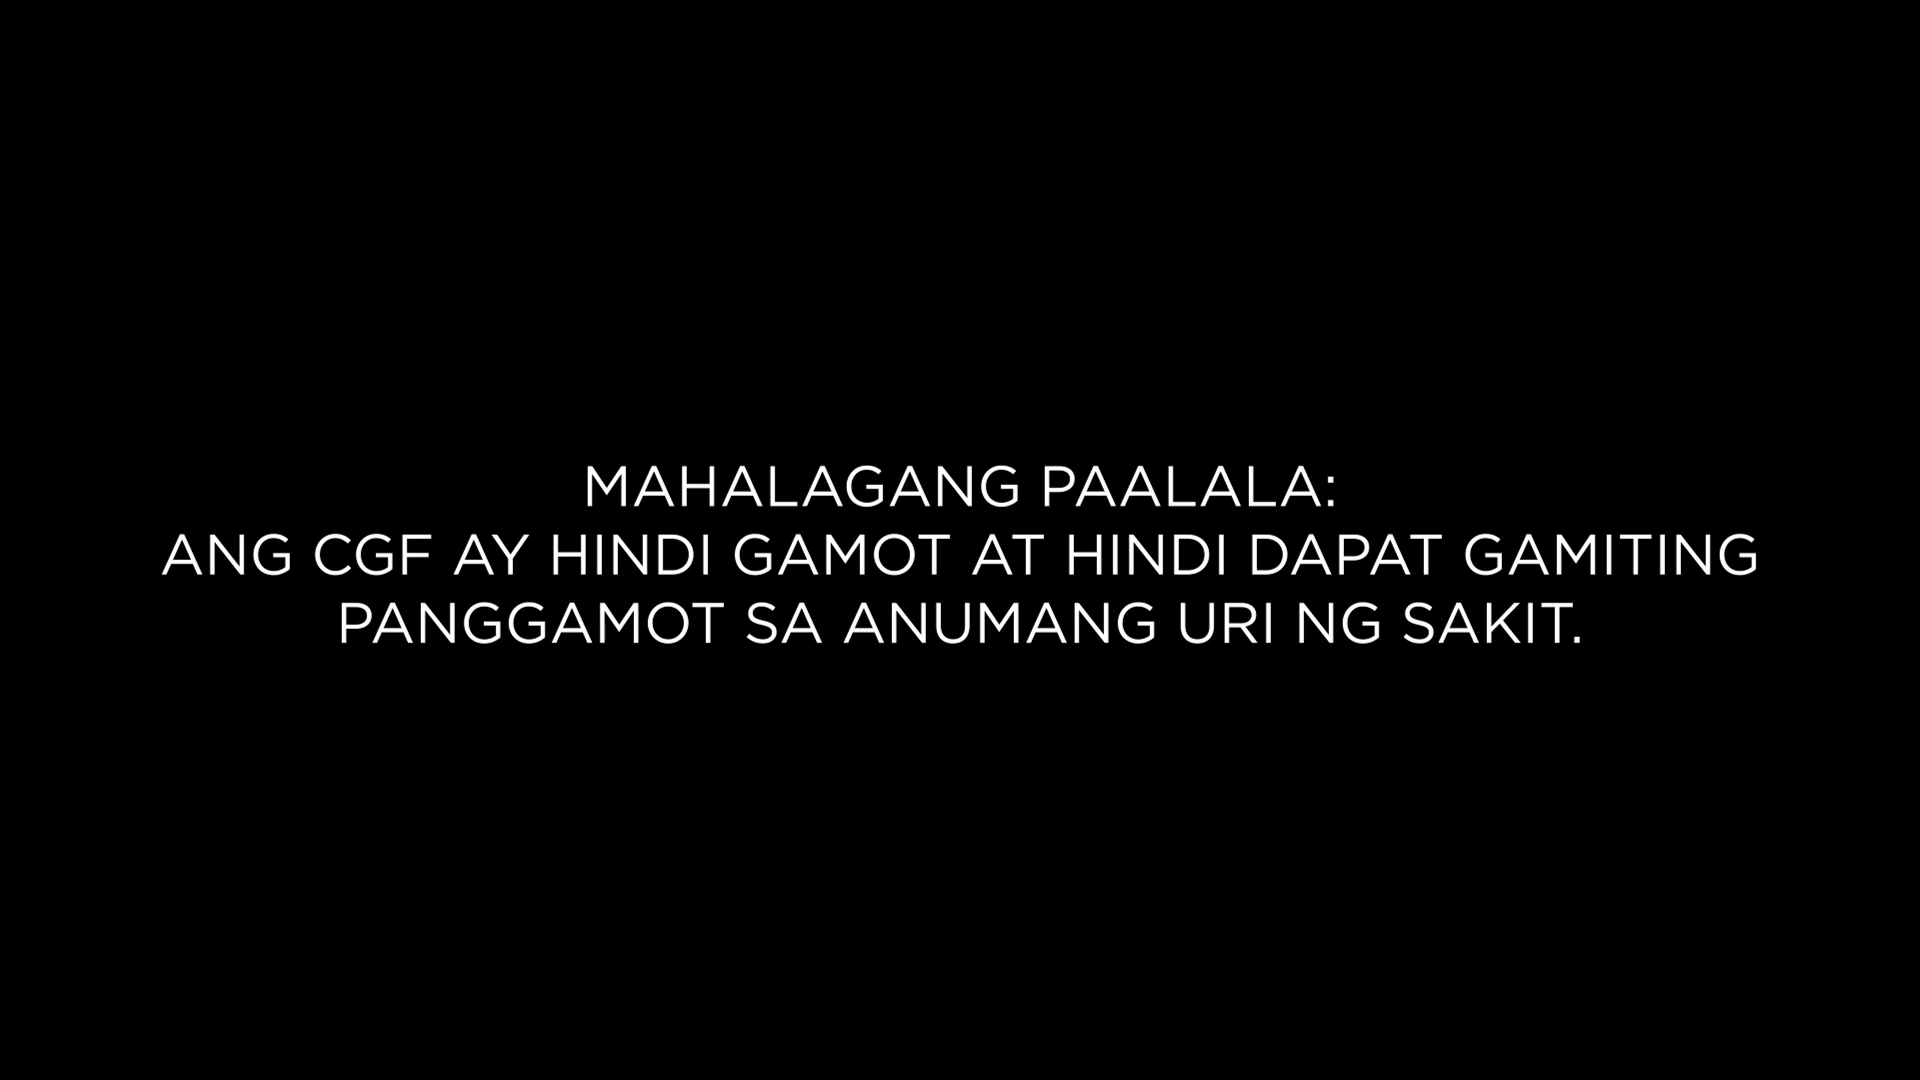 MAHALAGANG PAALALA:
ANG CGF AY HINDI GAMOT AT HINDI DAPAT GAMITING
PANGGAMOT SA ANUMANG URI NG SAKIT.